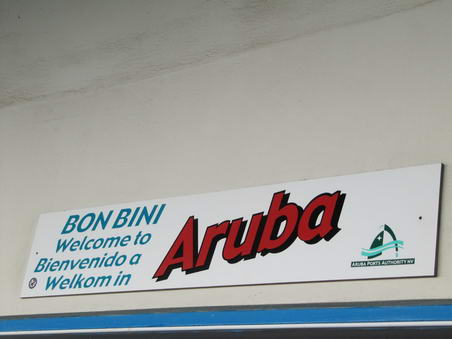 BON BINI
Welcome to
Bienvenido a
Welkom in
Aruba
ARUBA PORTS AUTHORITY NV